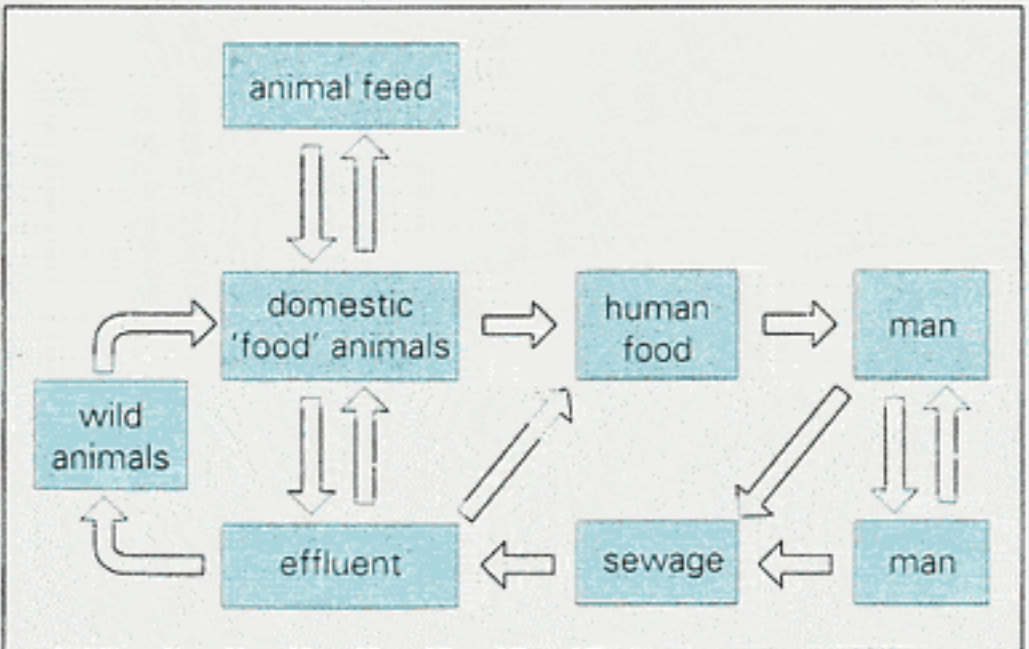 animal feed
domestic
'food' animals
human
food
man
wild
animals
effluent
sewage
man